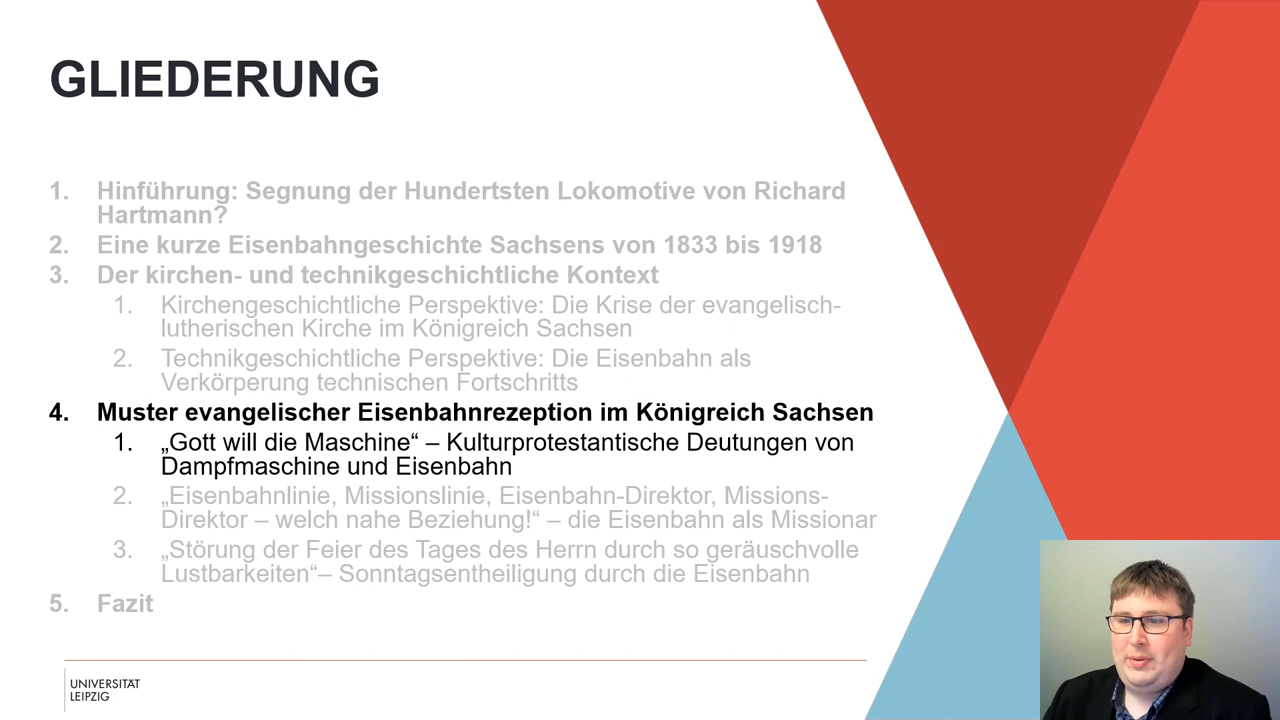 GLIEDERUNG
1. Hinführung: Segnung der Hundertsten Lokomotive von Richard
Hartmann?
2. Eine kurze Eisenbahngeschichte Sachsens von 1833 bis 1918
3. Der kirchen- und technikgeschichtliche Kontext
1. Kirchengeschichtliche Perspektive: Die Krise der evangelisch-
lutherischen Kirche im Königreich Sachsen
2. Technikgeschichtliche Perspektive: Die Eisenbahn als
Verkörperung technischen Fortschritts
4. Muster evangelischer Eisenbahnrezeption im Königreich Sachsen
1. „Gott will die Maschine“ – Kulturprotestantische Deutungen von
Dampfmaschine und Eisenbahn
2. „Eisenbahnlinie, Missionslinie, Eisenbahn-Direktor, Missions-
Direktor – welch nahe Beziehung!“ – die Eisenbahn als Missionar
3. „Störung der Feier des Tages des Herrn durch so geräuschvolle
Lustbarkeiten“– Sonntagsentheiligung durch die Eisenbahn
5. Fazit
UNIVERSITÄT
LEIPZIG